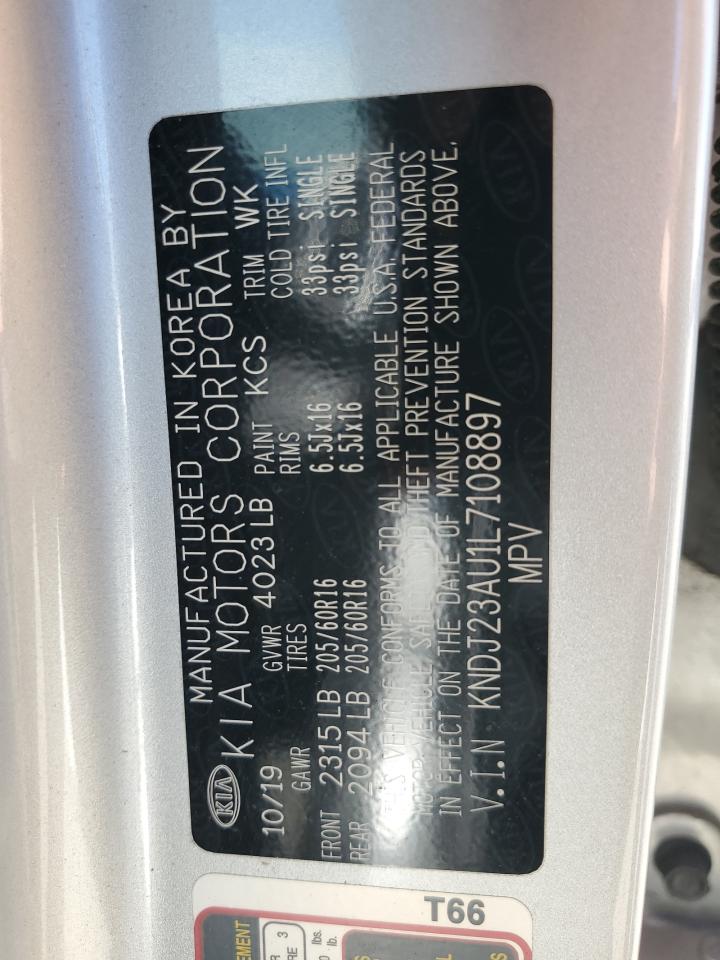 MANUFACTURED IN KOREA BY
KIA KIA MOTORS CORPORATION
10/19 GVWR 4023LB PAINT KCS TRIM WK
GAWR TIRES RIMS COLD TIRE INFL
FRONT 2315LB 205/60R16 6.5Jx16 33psi SINGLE
REAR 2094LB 205/60R16 6.5Jx16 33psi SINGLE
THIS VEHICLE CONFORMS TO ALL APPLICABLE U.S.A. FEDERAL
MOTOR VEHICLE SAFETY AND THEFT PREVENTION STANDARDS
IN EFFECT ON THE DATE OF MANUFACTURE SHOWN ABOVE.
V.I.N KNDJ23AU1L7108897
MPV
T66